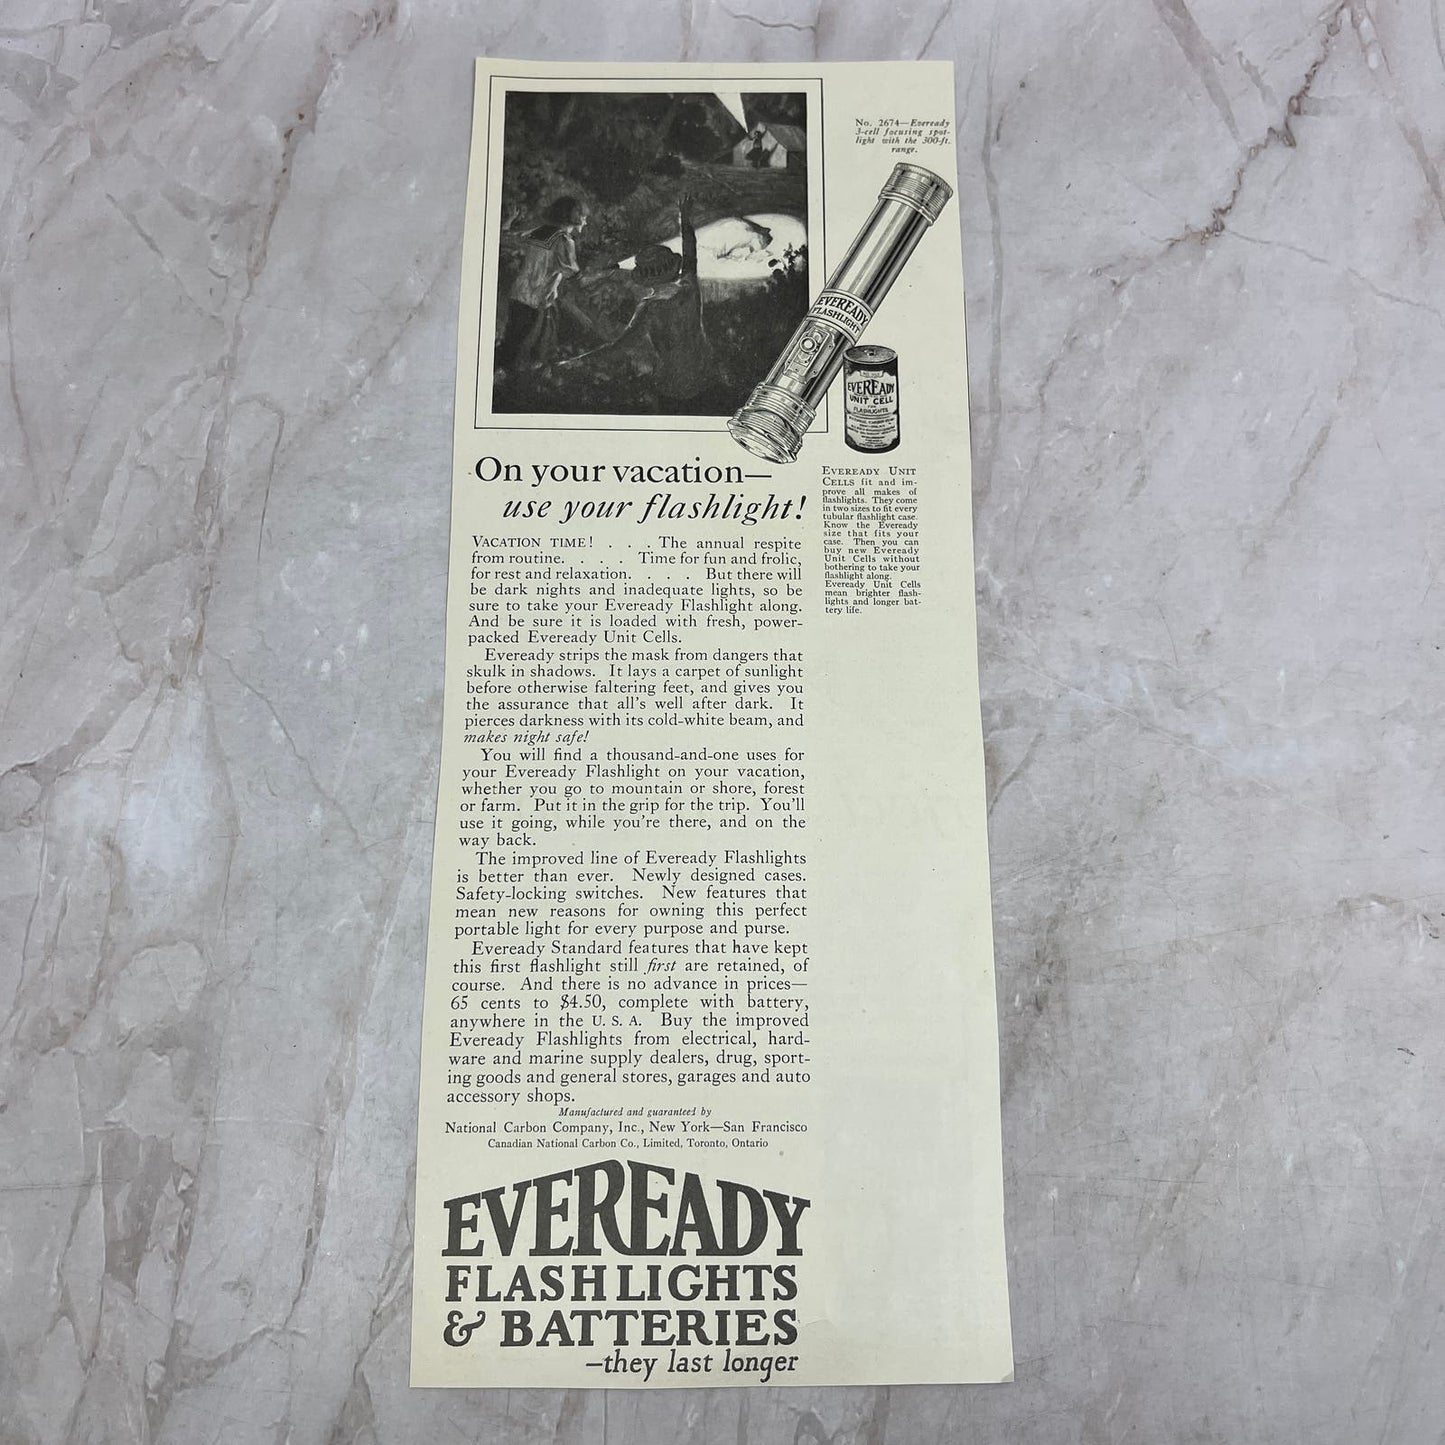 No. 2674—Eveready
3-cell focusing spot-
light with the 300-ft.
range.
EVEREADY
FLASHLIGHT
EVEREADY
UNIT CELL
FOR
FLASHLIGHTS
On your vacation—
use your flashlight!
VACATION TIME! . . . The annual respite
from routine. . . . Time for fun and frolic,
for rest and relaxation. . . . But there will
be dark nights and inadequate lights, so be
sure to take your Eveready Flashlight along.
And be sure it is loaded with fresh, power-
packed Eveready Unit Cells.
Eveready strips the mask from dangers that
skulk in shadows. It lays a carpet of sunlight
before otherwise faltering feet, and gives you
the assurance that all's well after dark. It
pierces darkness with its cold-white beam, and
makes night safe!
You will find a thousand-and-one uses for
your Eveready Flashlight on your vacation,
whether you go to mountain or shore, forest
or farm. Put it in the grip for the trip. You'll
use it going, while you're there, and on the
way back.
The improved line of Eveready Flashlights
is better than ever. Newly designed cases.
Safety-locking switches. New features that
mean new reasons for owning this perfect
portable light for every purpose and purse.
Eveready Standard features that have kept
this first flashlight still first are retained, of
course. And there is no advance in prices—
65 cents to $4.50, complete with battery,
anywhere in the U. S. A. Buy the improved
Eveready Flashlights from electrical, hard-
ware and marine supply dealers, drug, sport-
ing goods and general stores, garages and auto
accessory shops.
Manufactured and guaranteed by
National Carbon Company, Inc., New York—San Francisco
Canadian National Carbon Co., Limited, Toronto, Ontario
EVEREADY
FLASHLIGHTS
& BATTERIES
-they last longer
EVEREADY UNIT
CELLS fit and im-
prove all makes of
flashlights. They come
in two sizes to fit every
tubular flashlight case.
Know the Eveready
size that fits your
case. Then you can
buy new Eveready
Unit Cells without
bothering to take your
flashlight along.
Eveready Unit Cells
mean brighter flash-
lights and longer bat-
tery life.